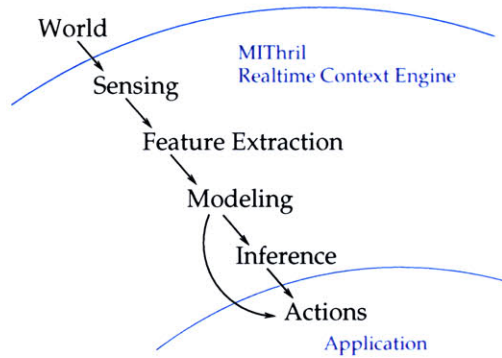 World
MIThril
Realtime Context Engine
Sensing
Feature Extraction
Modeling
Inference
Actions
Application